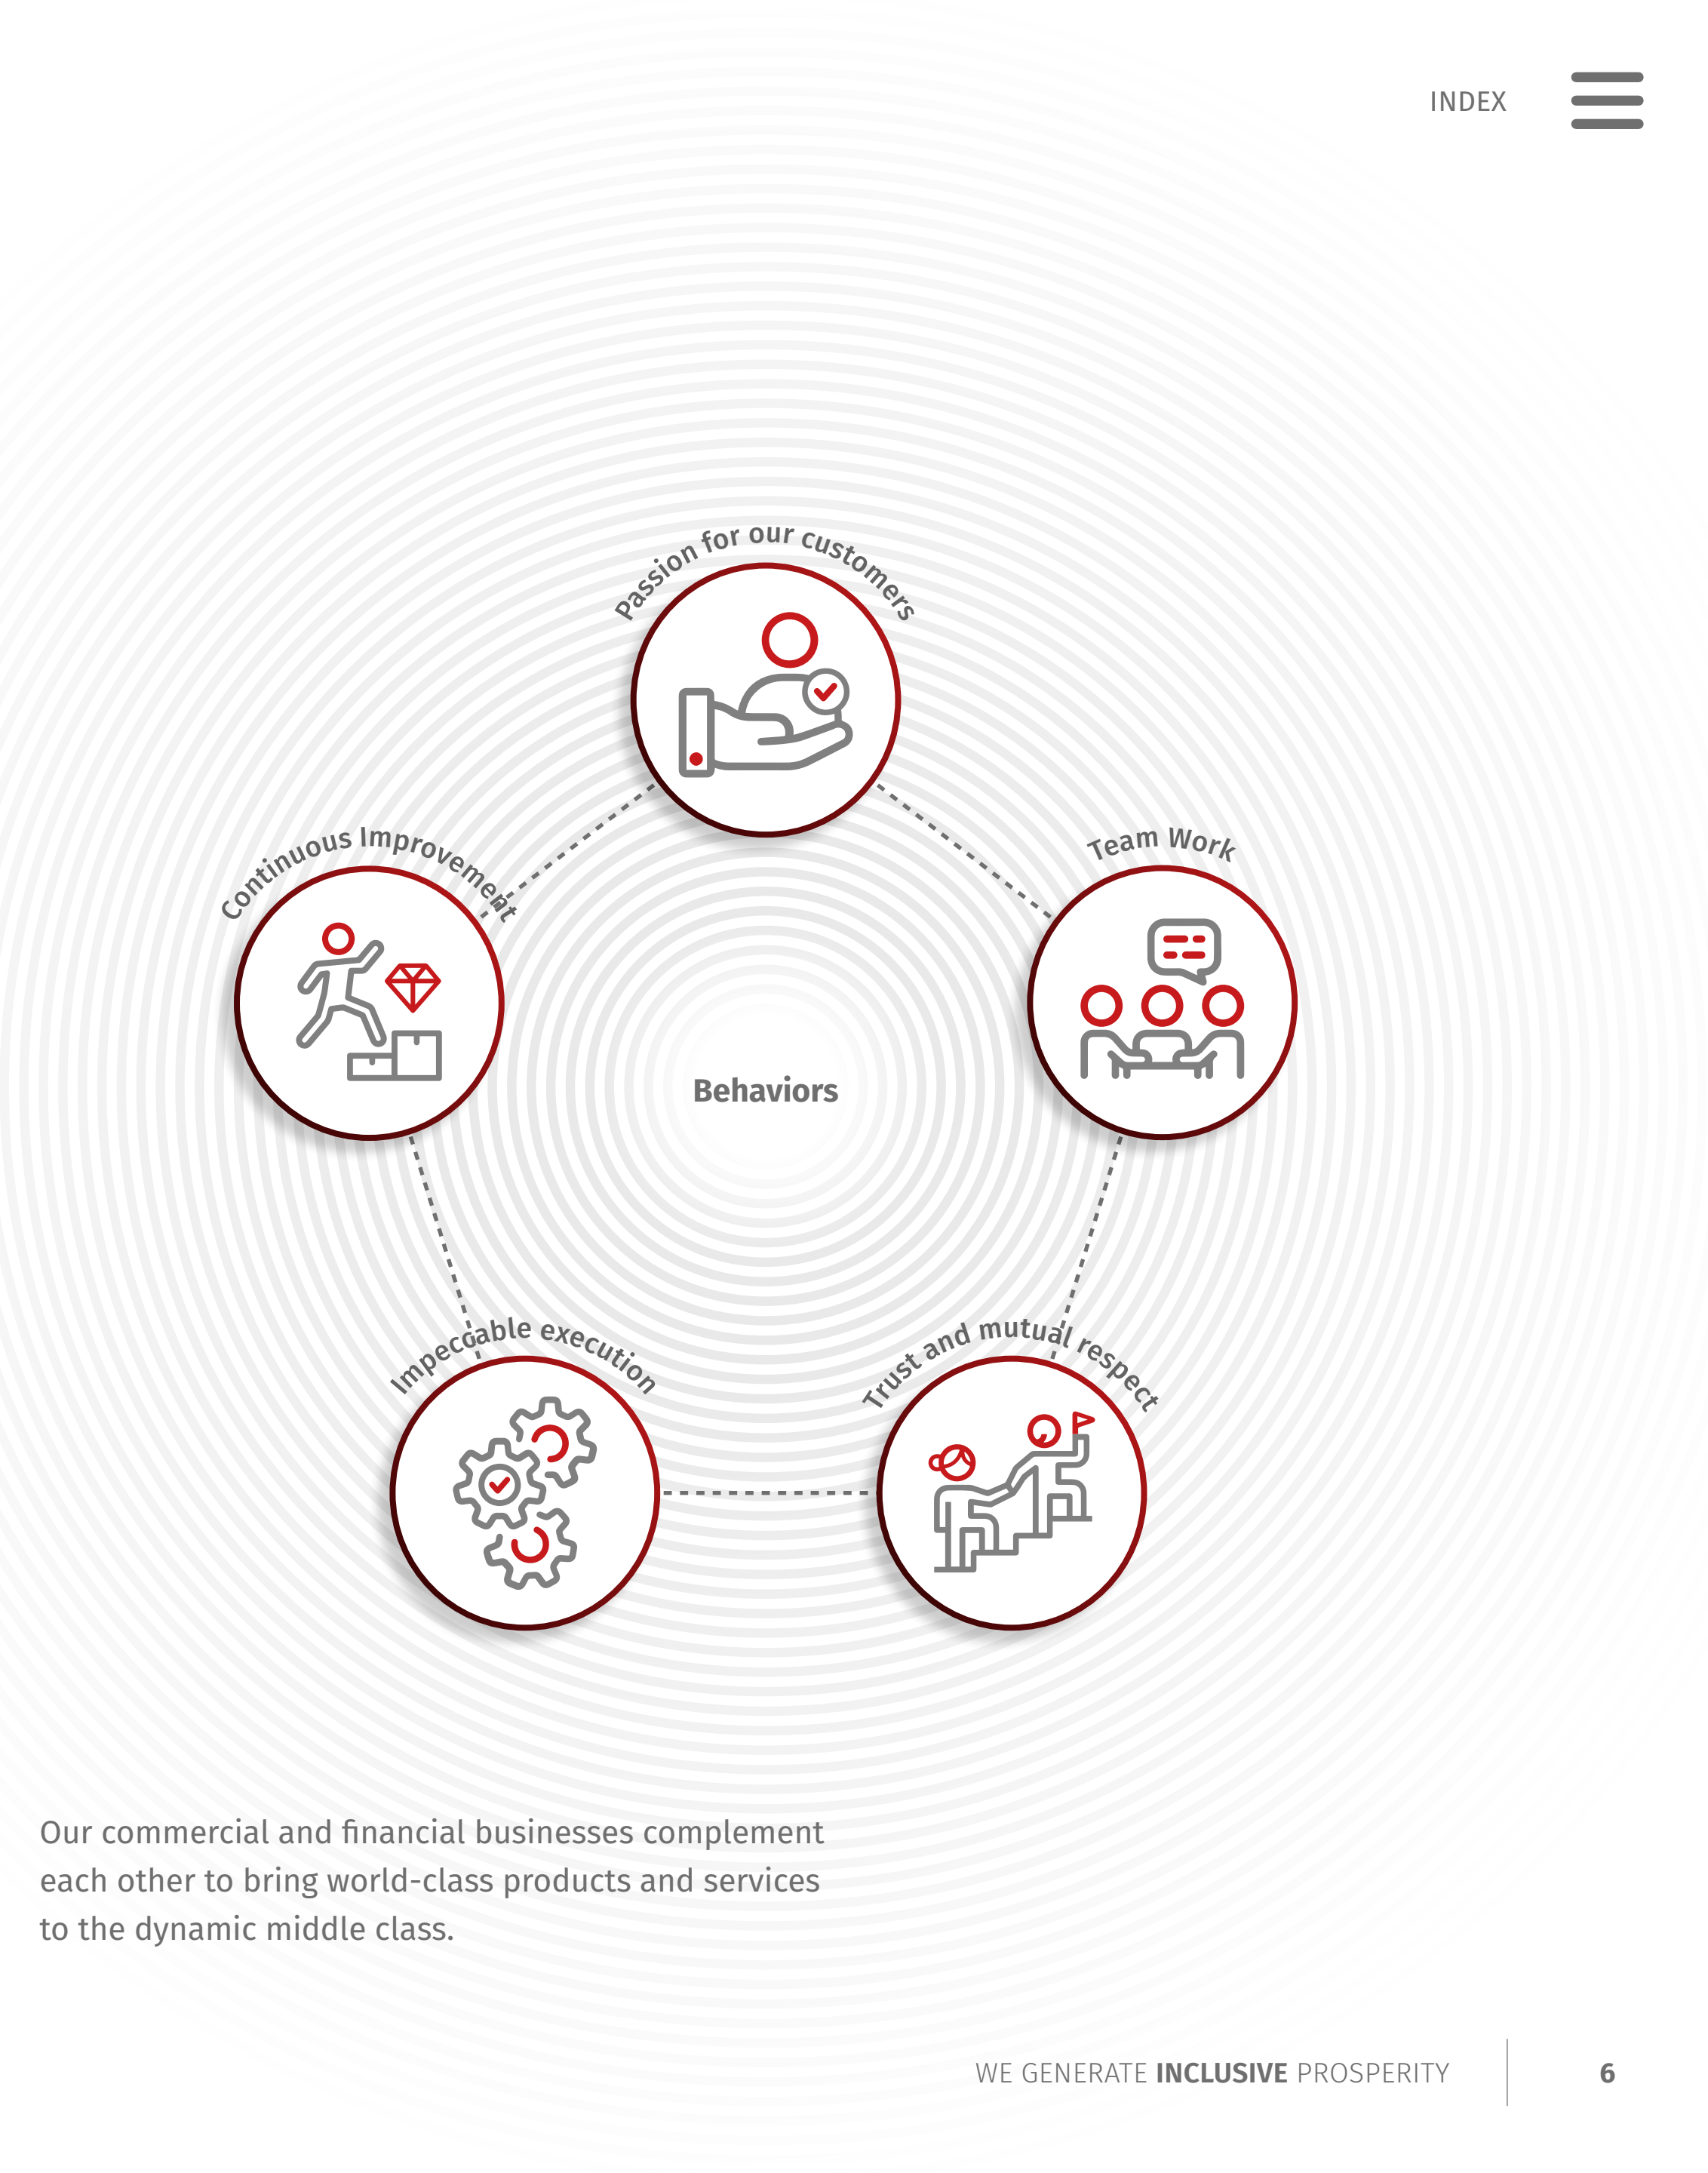 INDEX
Passion for our customers
Continuous Improvement
Team Work
Behaviors
Impeccable execution
Trust and mutual respect
Our commercial and financial businesses complement
each other to bring world-class products and services
to the dynamic middle class.
WE GENERATE INCLUSIVE PROSPERITY
6